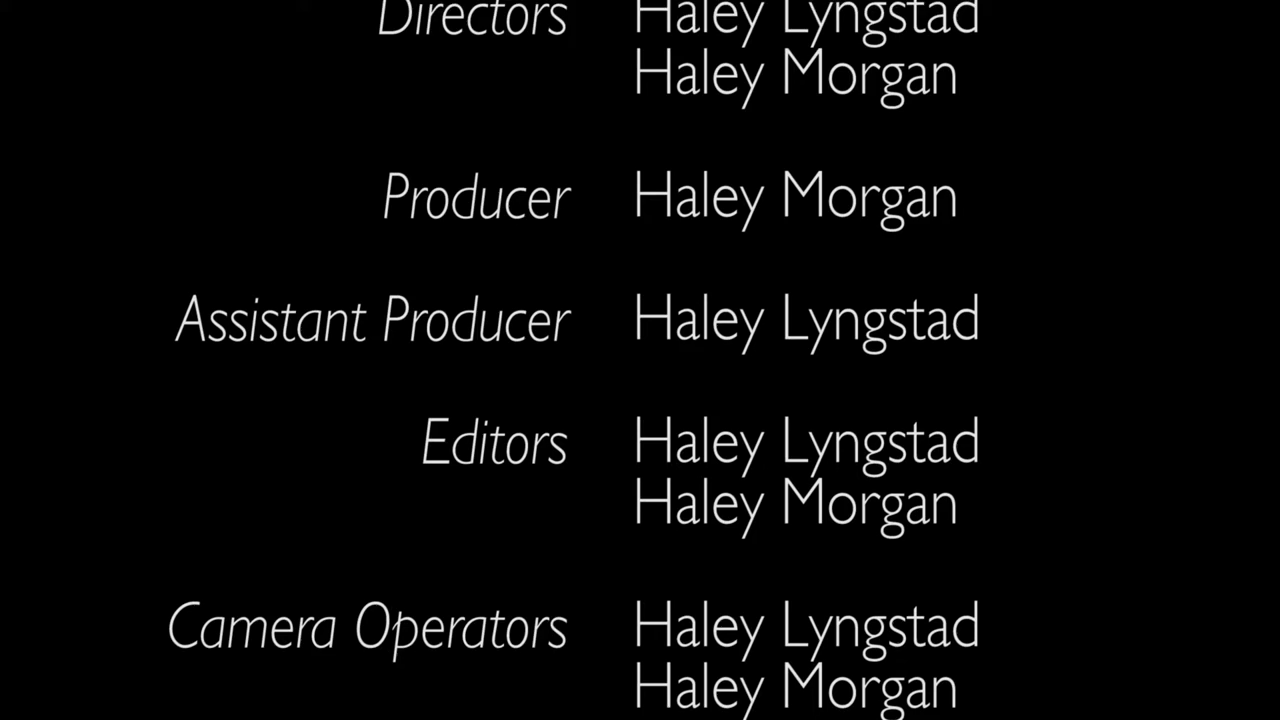 Directors Haley Lyngstad
Haley Morgan
Producer Haley Morgan
Assistant Producer Haley Lyngstad
Editors Haley Lyngstad
Haley Morgan
Camera Operators Haley Lyngstad
Haley Morgan